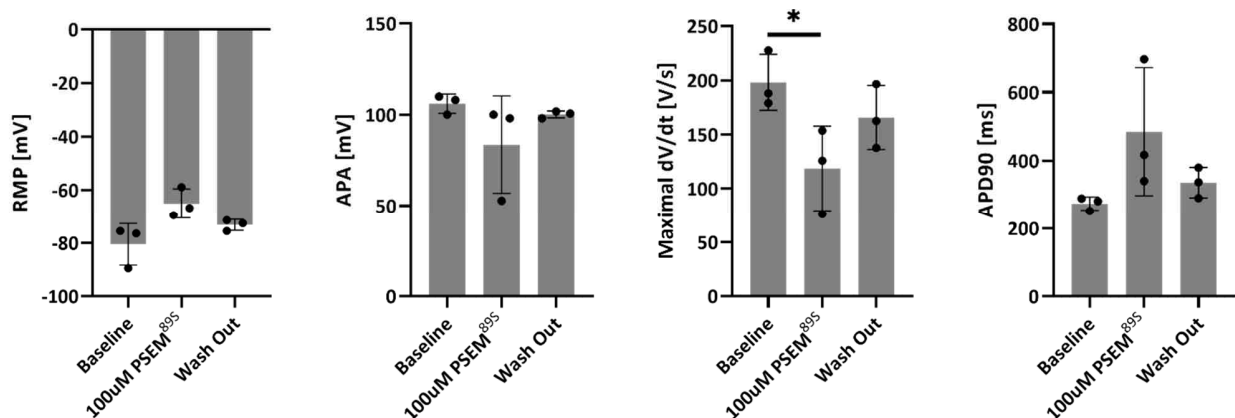 RMP [mV]
0
-20
-40
-60
-80
-100
Baseline
100uM PSEM⁸⁹ˢ
Wash Out
APA [mV]
150
100
50
0
Baseline
100uM PSEM⁸⁹ˢ
Wash Out
Maximal dV/dt [V/s]
250
200
150
100
50
0
*
Baseline
100uM PSEM⁸⁹ˢ
Wash Out
APD90 [ms]
800
600
400
200
0
Baseline
100uM PSEM⁸⁹ˢ
Wash Out